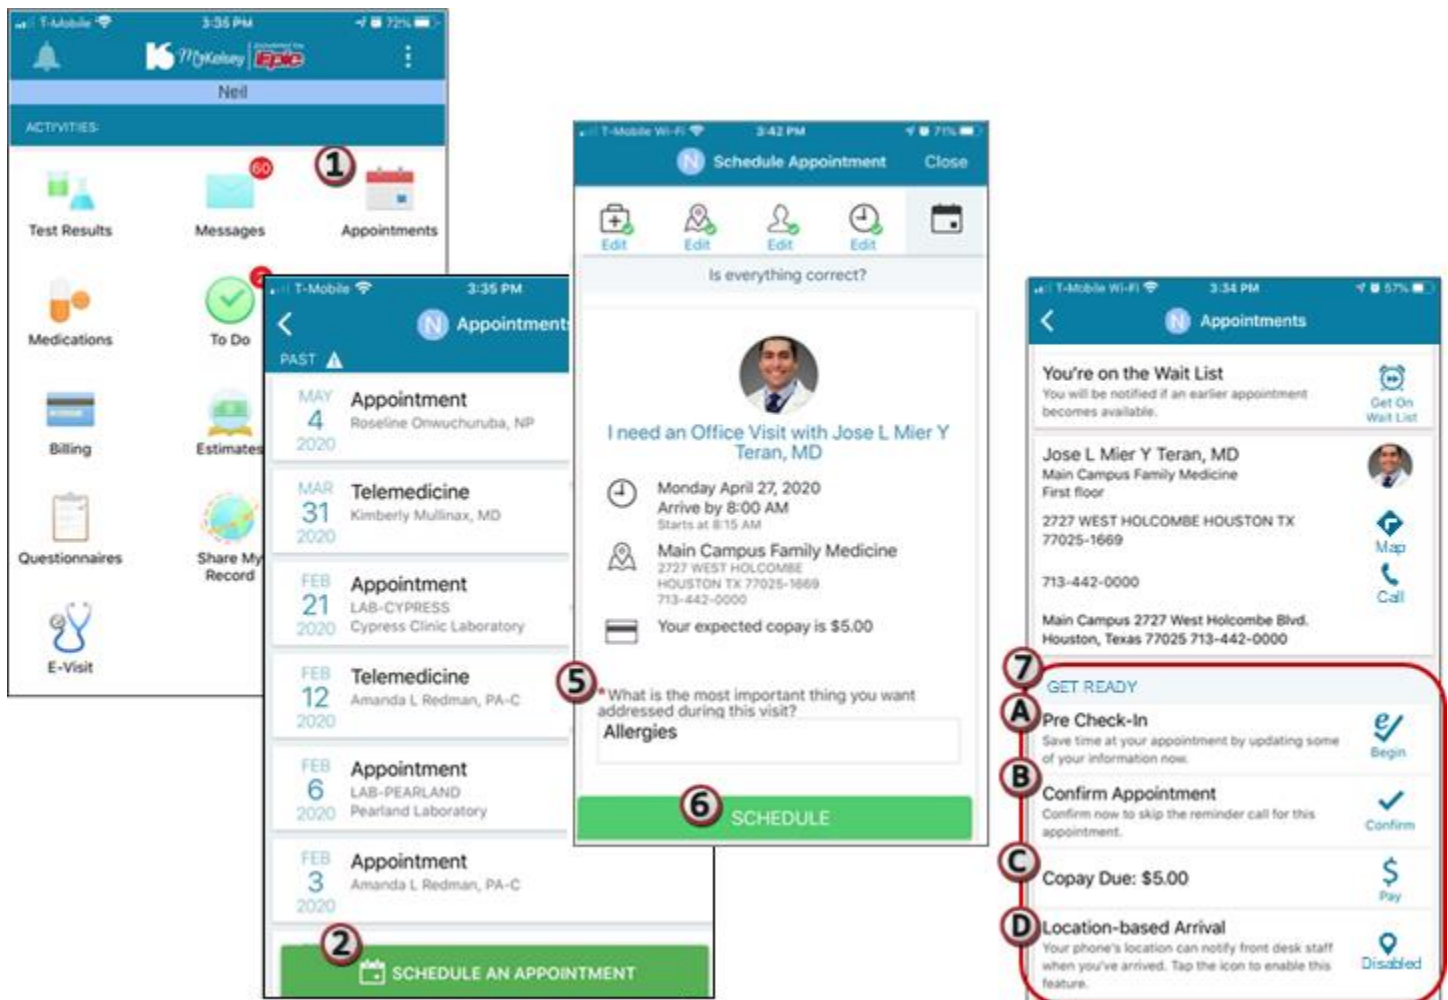 T-Mobile 3:35 PM 72%
MyKelsey powered by Epic
Neil
ACTIVITIES:
1
60
Test Results Messages Appointments
Medications To Do
Billing Estimates
Questionnaires Share My
Record
E-Visit
T-Mobile 3:35 PM
N Appointments
PAST
MAY
4
2020
Appointment
Roseline Onwuchuruba, NP
MAR
31
2020
Telemedicine
Kimberly Mullinax, MD
FEB
21
2020
Appointment
LAB-CYPRESS
Cypress Clinic Laboratory
FEB
12
2020
Telemedicine
Amanda L Redman, PA-C
FEB
6
2020
Appointment
LAB-PEARLAND
Pearland Laboratory
FEB
3
2020
Appointment
Amanda L Redman, PA-C
2
SCHEDULE AN APPOINTMENT
T-Mobile Wi-Fi 3:42 PM 71%
N Schedule Appointment Close
Edit Edit Edit Edit
Is everything correct?
I need an Office Visit with Jose L Mier Y
Teran, MD
Monday April 27, 2020
Arrive by 8:00 AM
Starts at 8:15 AM
Main Campus Family Medicine
2727 WEST HOLCOMBE
HOUSTON TX 77025-1669
713-442-0000
Your expected copay is $5.00
5
*What is the most important thing you want
addressed during this visit?
Allergies
6
SCHEDULE
T-Mobile Wi-Fi 3:34 PM 57%
N Appointments
You're on the Wait List
You will be notified if an earlier appointment
becomes available.
Get On
Wait List
Jose L Mier Y Teran, MD
Main Campus Family Medicine
First floor
2727 WEST HOLCOMBE HOUSTON TX
77025-1669
Map
713-442-0000
Call
Main Campus 2727 West Holcombe Blvd.
Houston, Texas 77025 713-442-0000
7
GET READY
A
Pre Check-In
Save time at your appointment by updating some
of your information now.
Begin
B
Confirm Appointment
Confirm now to skip the reminder call for this
appointment.
Confirm
C
Copay Due: $5.00
Pay
D
Location-based Arrival
Your phone's location can notify front desk staff
when you've arrived. Tap the icon to enable this
feature.
Disabled